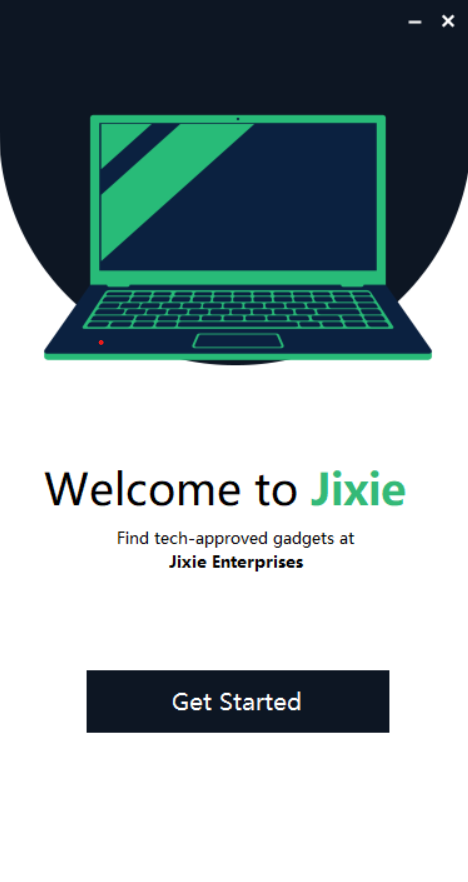 Welcome to Jixie
Find tech-approved gadgets at
Jixie Enterprises
Get Started